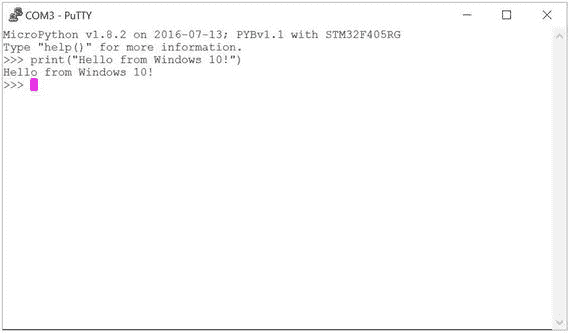 COM3 - PuTTY
MicroPython v1.8.2 on 2016-07-13; PYBv1.1 with STM32F405RG
Type "help()" for more information.
>>> print("Hello from Windows 10!")
Hello from Windows 10!
>>>